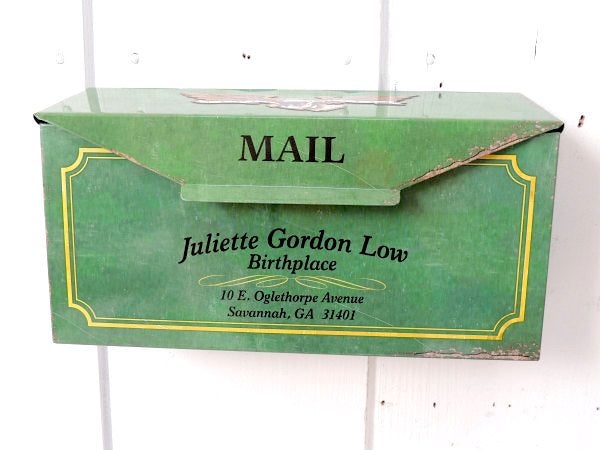 MAIL
Juliette Gordon Low
Birthplace
10 E. Oglethorpe Avenue
Savannah, GA 31401